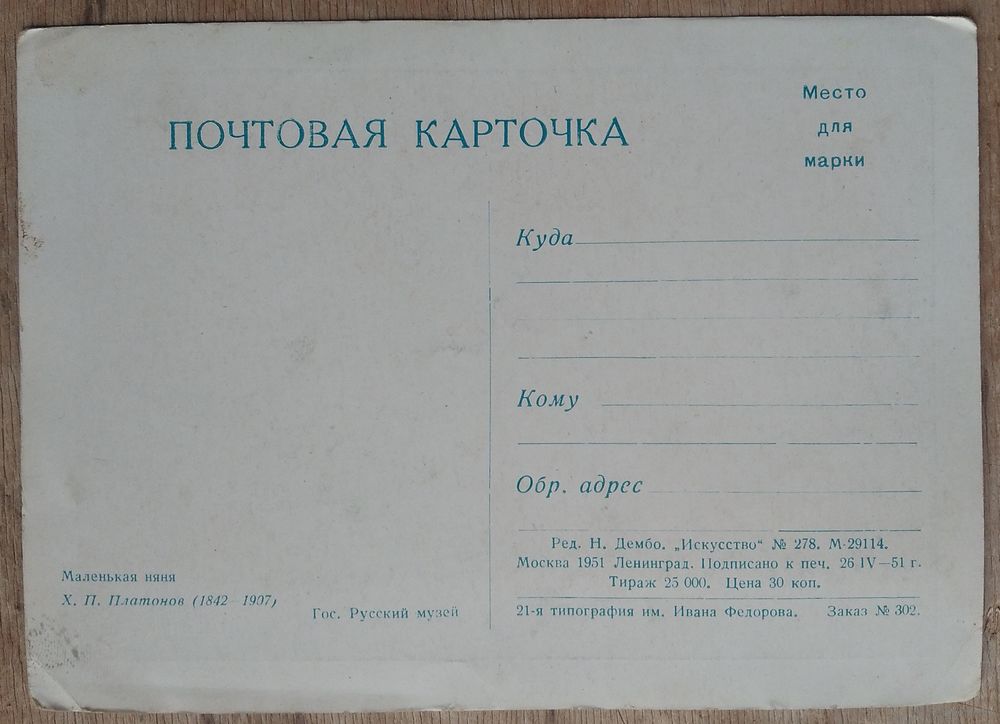 ПОЧТОВАЯ КАРТОЧКА
Место
для
марки
Куда
Кому
Обр. адрес
Маленькая няня
Х. П. Платонов (1842—1907)
Гос. Русский музей
Ред. Н. Дембо. „Искусство“ № 278. М-29114.
Москва 1951 Ленинград. Подписано к печ. 26 IV—51 г.
Тираж 25 000. Цена 30 коп.
21-я типография им. Ивана Федорова. Заказ № 302.